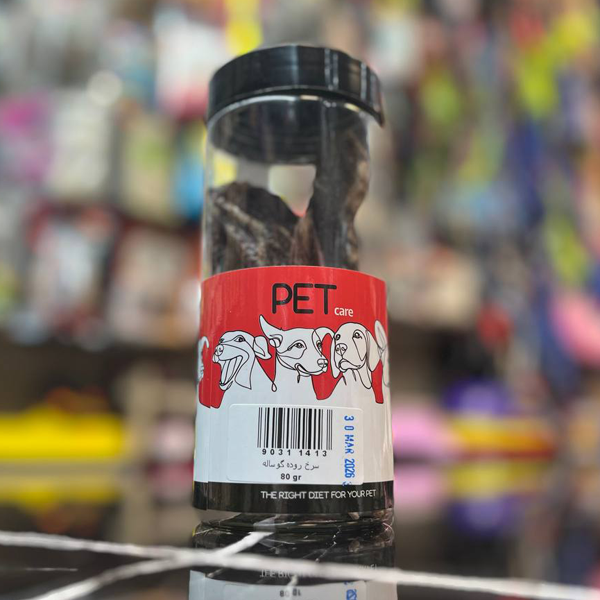 PET care
9031 1413
سرخ روده گوساله
80 gr
30 MAR 2026
THE RIGHT DIET FOR YOUR PET